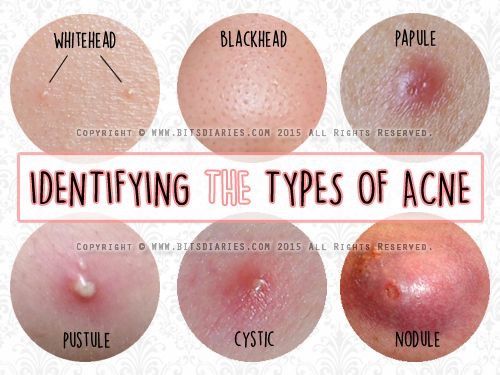 WHITEHEAD
BLACKHEAD
PAPULE
COPYRIGHT © WWW.BITSDIARIES.COM 2015 ALL RIGHTS RESERVED.
IDENTIFYING THE TYPES OF ACNE
COPYRIGHT © WWW.BITSDIARIES.COM 2015 ALL RIGHTS RESERVED.
PUSTULE
CYSTIC
NODULE